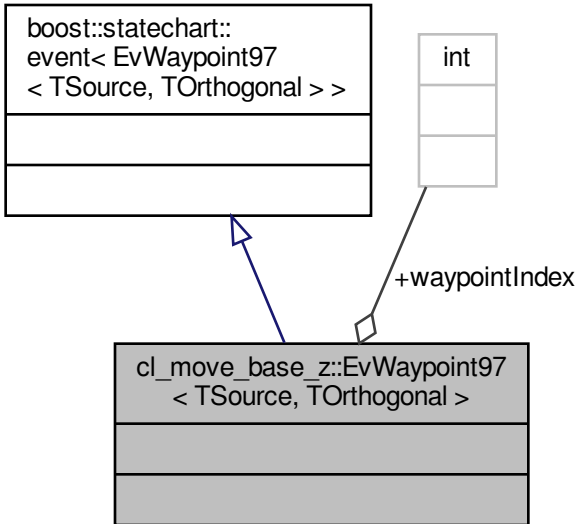 boost::statechart::
event< EvWaypoint97
< TSource, TOrthogonal > >
int
+waypointIndex
cl_move_base_z::EvWaypoint97
< TSource, TOrthogonal >